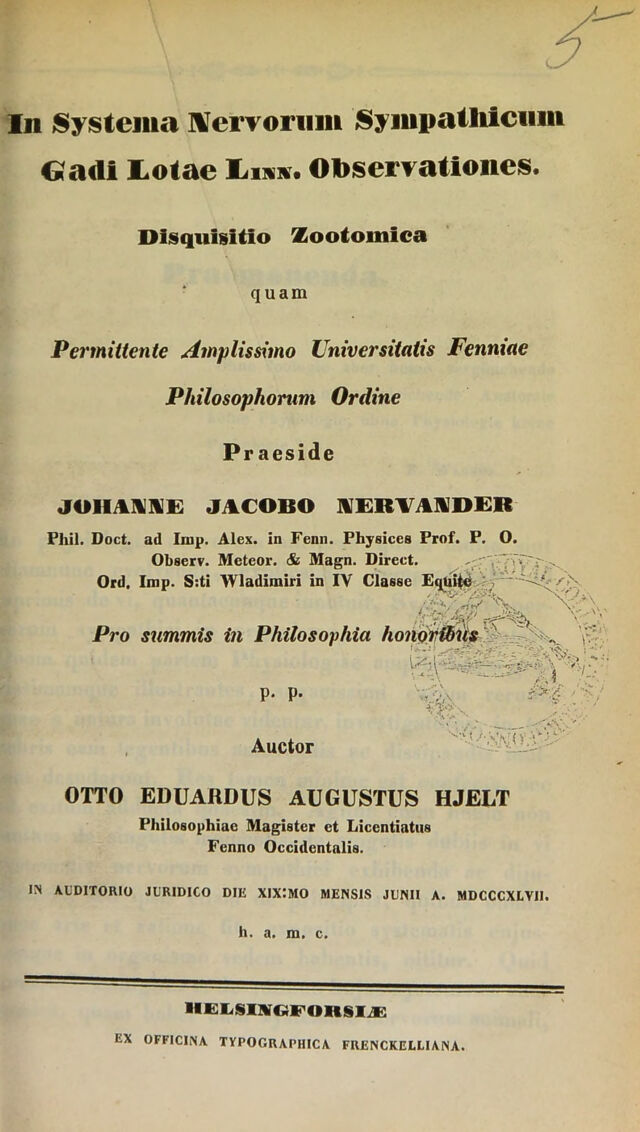 5
In Systema Nervorum Sympathicum
Gadi Lotae LINN. Observationes.
Disquisitio Zootomica
quam
Permittente Amplissimo Universitatis Fenniae
Philosophorum Ordine
Praeside
JOHANNE JACOBO NERVANDER
Phil. Doct. ad Imp. Alex. in Fenn. Physices Prof. P. O.
Observ. Meteor. & Magn. Direct.
Ord. Imp. S:ti Wladimiri in IV Classe Equite
Pro summis in Philosophia honoribus
p. p.
Auctor
OTTO EDUARDUS AUGUSTUS HJELT
Philosophiae Magister et Licentiatus
Fenno Occidentalis.
IN AUDITORIO JURIDICO DIE XIX:MO MENSIS JUNII A. MDCCCXLVII.
h. a. m. c.
HELSINGFORSIÆ
EX OFFICINA TYPOGRAPHICA FRENCKELLIANA.